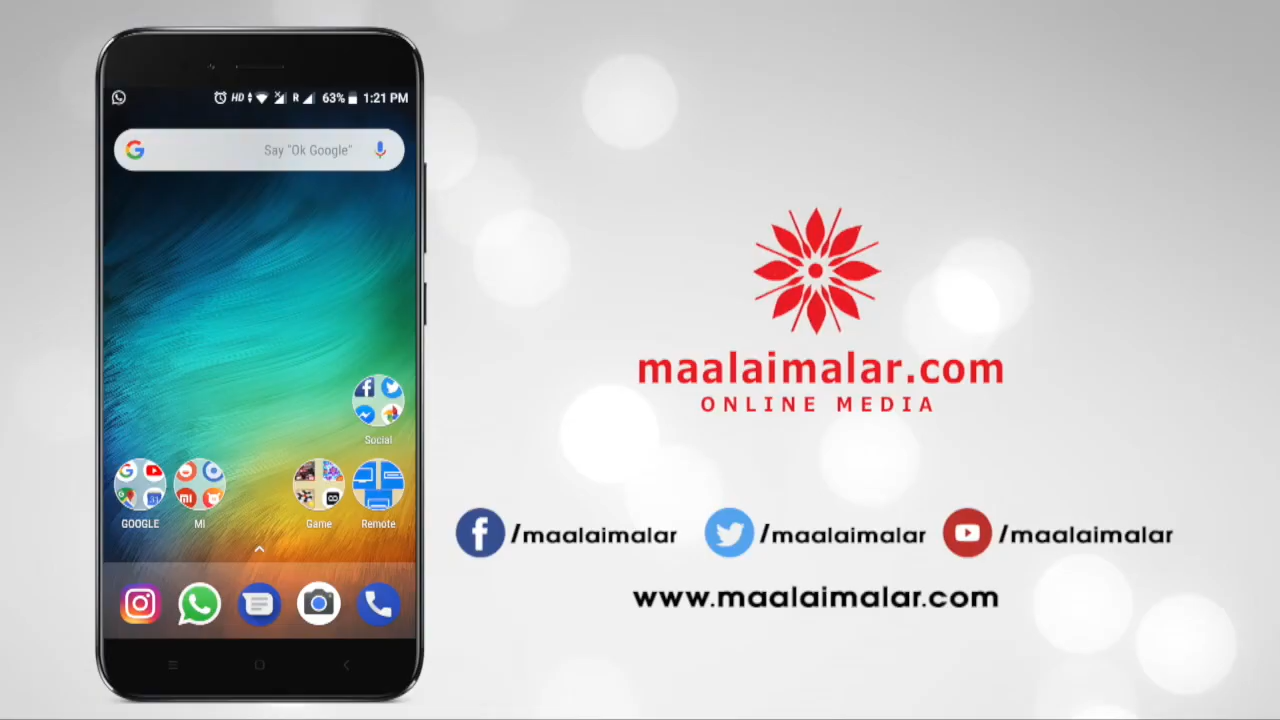 HD R 63% 1:21 PM
Say "Ok Google"
Social
GOOGLE
MI
Game
Remote
maalaimalar.com
ONLINE MEDIA
/maalaimalar
/maalaimalar
/maalaimalar
www.maalaimalar.com